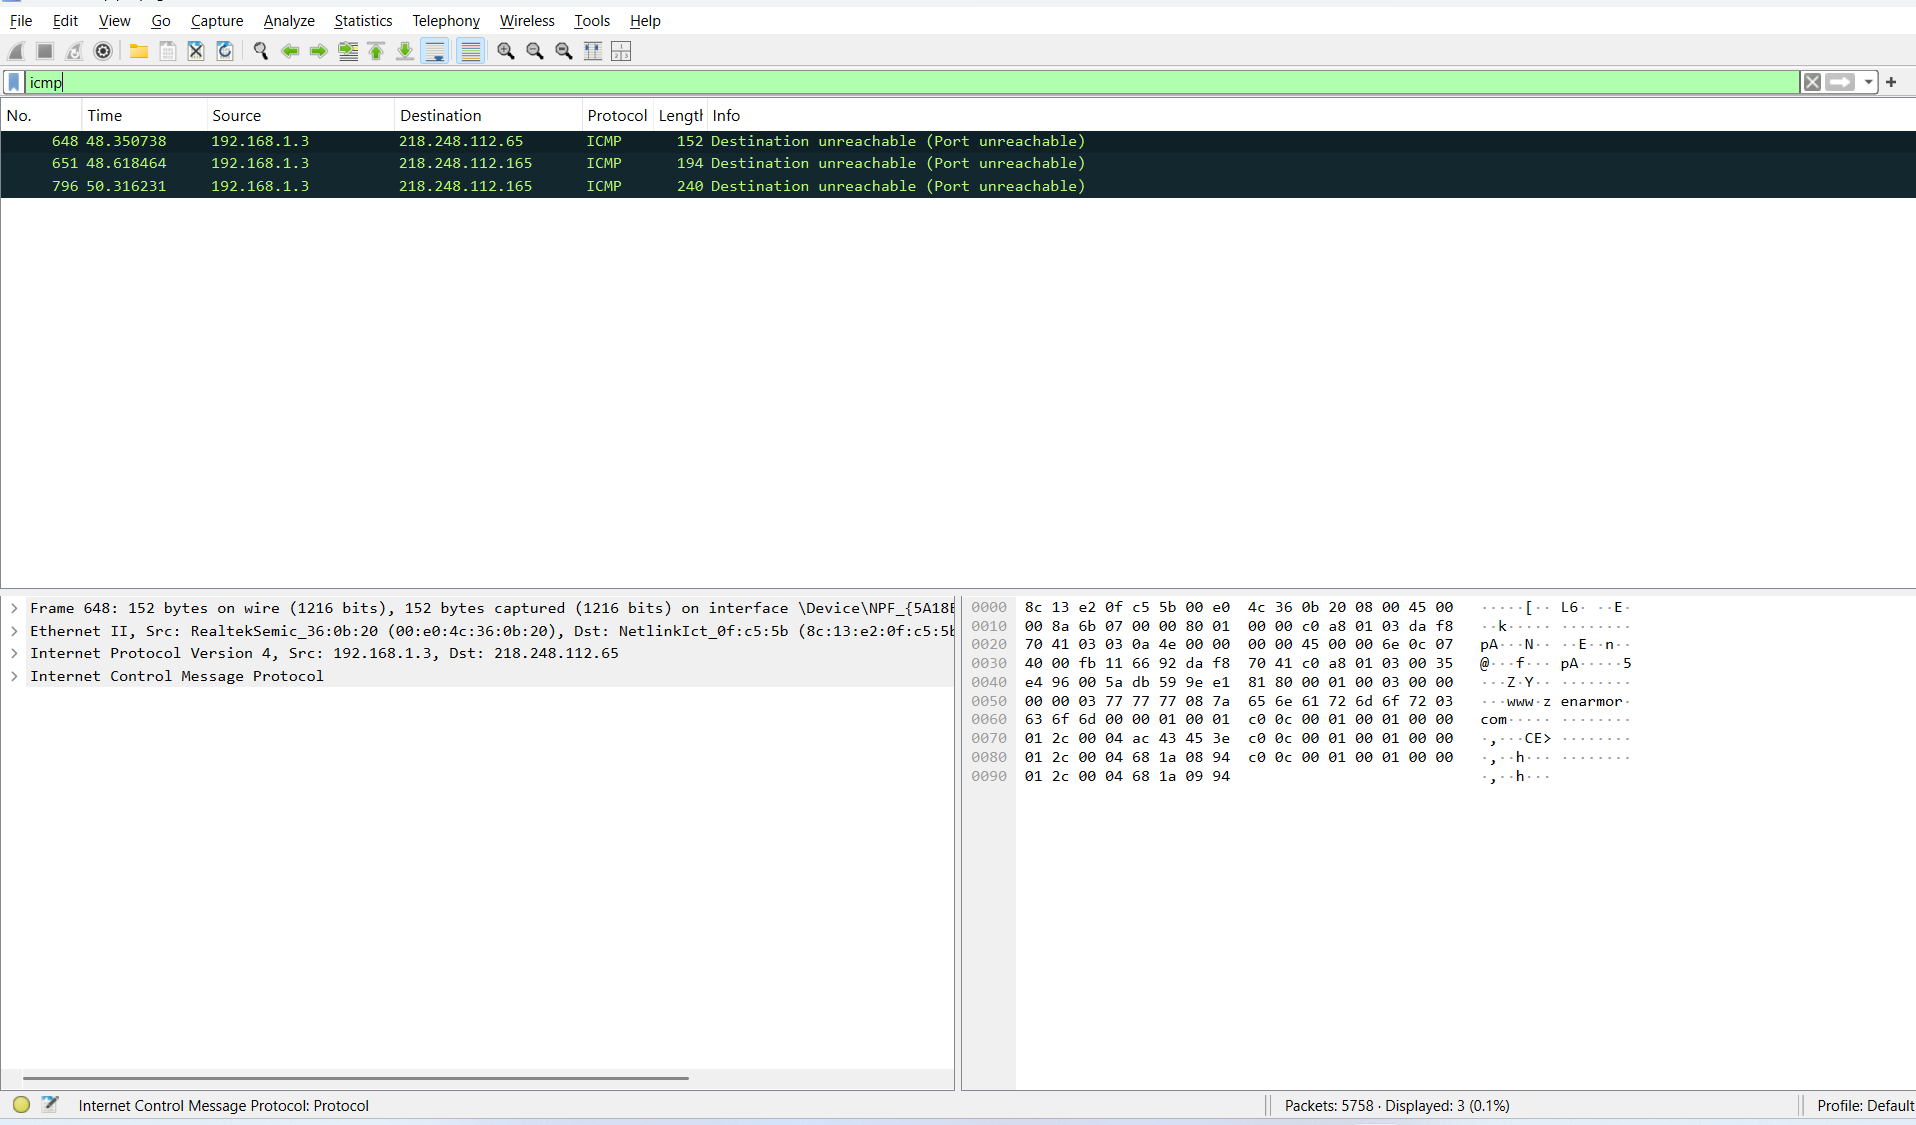 File Edit View Go Capture Analyze Statistics Telephony Wireless Tools Help
icmp
No. Time Source Destination Protocol Length Info
648 48.350738 192.168.1.3 218.248.112.65 ICMP 152 Destination unreachable (Port unreachable)
651 48.618464 192.168.1.3 218.248.112.165 ICMP 194 Destination unreachable (Port unreachable)
796 50.316231 192.168.1.3 218.248.112.165 ICMP 240 Destination unreachable (Port unreachable)
Frame 648: 152 bytes on wire (1216 bits), 152 bytes captured (1216 bits) on interface \Device\NPF_{5A18E
Ethernet II, Src: RealtekSemic_36:0b:20 (00:e0:4c:36:0b:20), Dst: NetlinkIct_0f:c5:5b (8c:13:e2:0f:c5:5b
Internet Protocol Version 4, Src: 192.168.1.3, Dst: 218.248.112.65
Internet Control Message Protocol
0000 8c 13 e2 0f c5 5b 00 e0 4c 36 0b 20 08 00 45 00 ·····[·· L6· ··E·
0010 00 8a 6b 07 00 00 80 01 00 00 c0 a8 01 03 da f8 ··k····· ········
0020 70 41 03 03 0a 4e 00 00 00 00 45 00 00 6e 0c 07 pA···N·· ··E··n··
0030 40 00 fb 11 66 92 da f8 70 41 c0 a8 01 03 00 35 @···f··· pA·····5
0040 e4 96 00 5a db 59 9e e1 81 80 00 01 00 03 00 00 ···Z·Y·· ········
0050 00 00 03 77 77 77 08 7a 65 6e 61 72 6d 6f 72 03 ···www·z enarmor·
0060 63 6f 6d 00 00 01 00 01 c0 0c 00 01 00 01 00 00 com····· ········
0070 01 2c 00 04 ac 43 45 3e c0 0c 00 01 00 01 00 00 ·,···CE> ········
0080 01 2c 00 04 68 1a 08 94 c0 0c 00 01 00 01 00 00 ·,··h··· ········
0090 01 2c 00 04 68 1a 09 94 ·,··h···
Internet Control Message Protocol: Protocol
Packets: 5758 · Displayed: 3 (0.1%)
Profile: Default